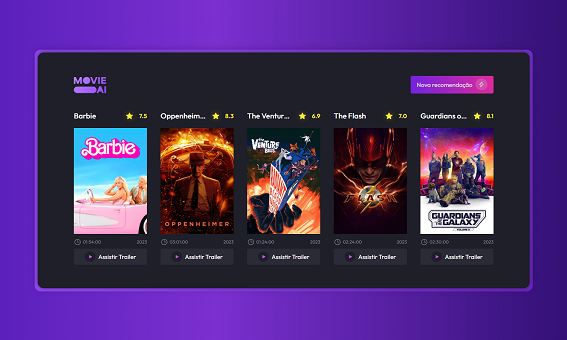 MOVIE
AI
Nova recomendação
Barbie 7.5
Oppenheim... 8.3
The Ventur... 6.9
The Flash 7.0
Guardians o... 8.1
Barbie
OPPENHEIMER
THE VENTURE BROS.
FLASH
GUARDIANS OF THE GALAXY
VOLUME 3
01:54:00 2023
03:01:00 2023
01:24:00 2023
02:24:00 2023
02:30:00 2023
Assistir Trailer
Assistir Trailer
Assistir Trailer
Assistir Trailer
Assistir Trailer